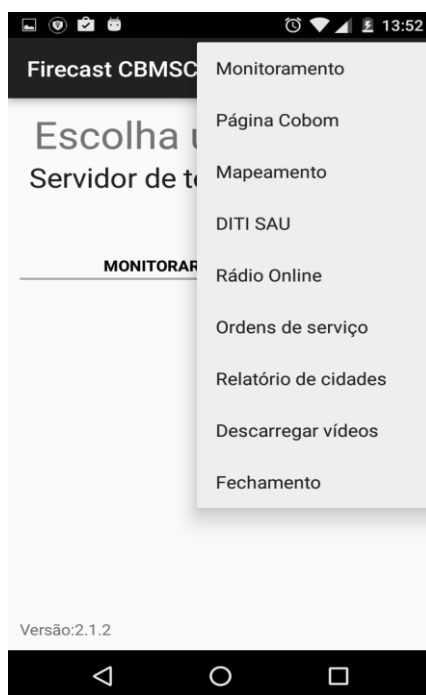 13:52
Firecast CBMSC
Monitoramento
Página Cobom
Mapeamento
DITI SAU
Rádio Online
Ordens de serviço
Relatório de cidades
Descarregar vídeos
Fechamento
Escolha
Servidor de
MONITORAR
Versão:2.1.2